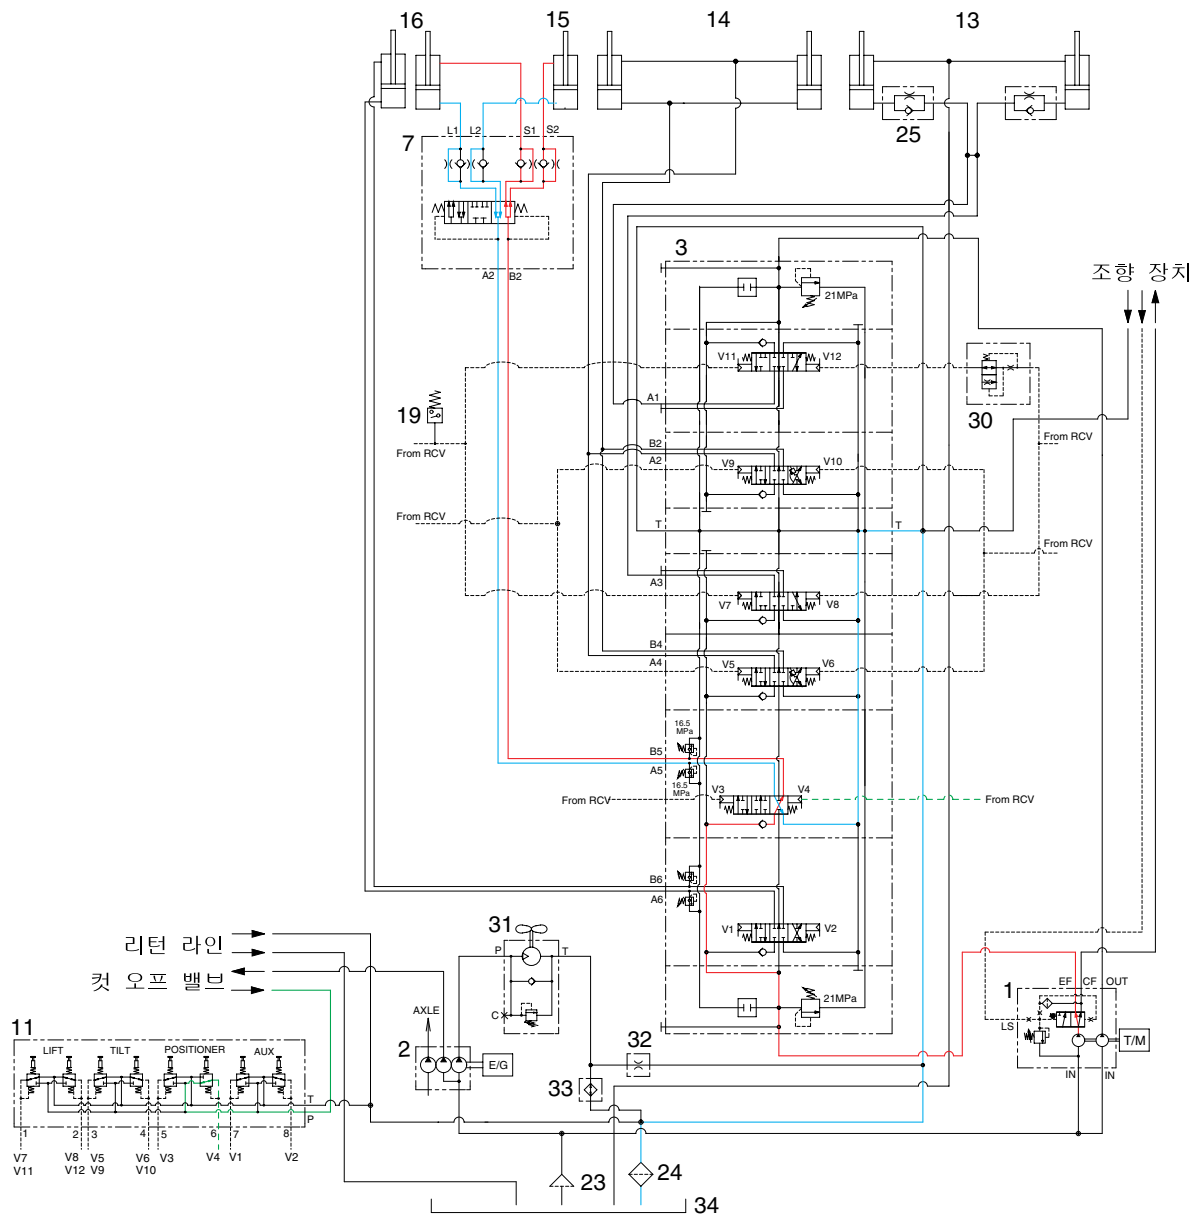 16
15
14
13
L1 L2 S1 S2
7
25
A2 B2
3
조향 장치
21MPa
V11 V12
19
A1
30
From RCV
From RCV
B2
A2
V9 V10
From RCV
T T
From RCV
A3
V7 V8
B4
A4
V5 V6
16.5
MPa
B5
A5
16.5
MPa
V3 V4
From RCV
From RCV
B6
A6
V1 V2
31
리턴 라인
P T
컷 오프 밸브
C
21MPa
EF CF OUT
1
LS
T/M
IN
IN
AXLE
11
2
E/G
32
33
LIFT TILT POSITIONER AUX
T
P
1 2 3 4 5 6 7 8
V7 V8 V5 V6 V3 V4 V1 V2
V11 V12 V9 V10
23
24
34